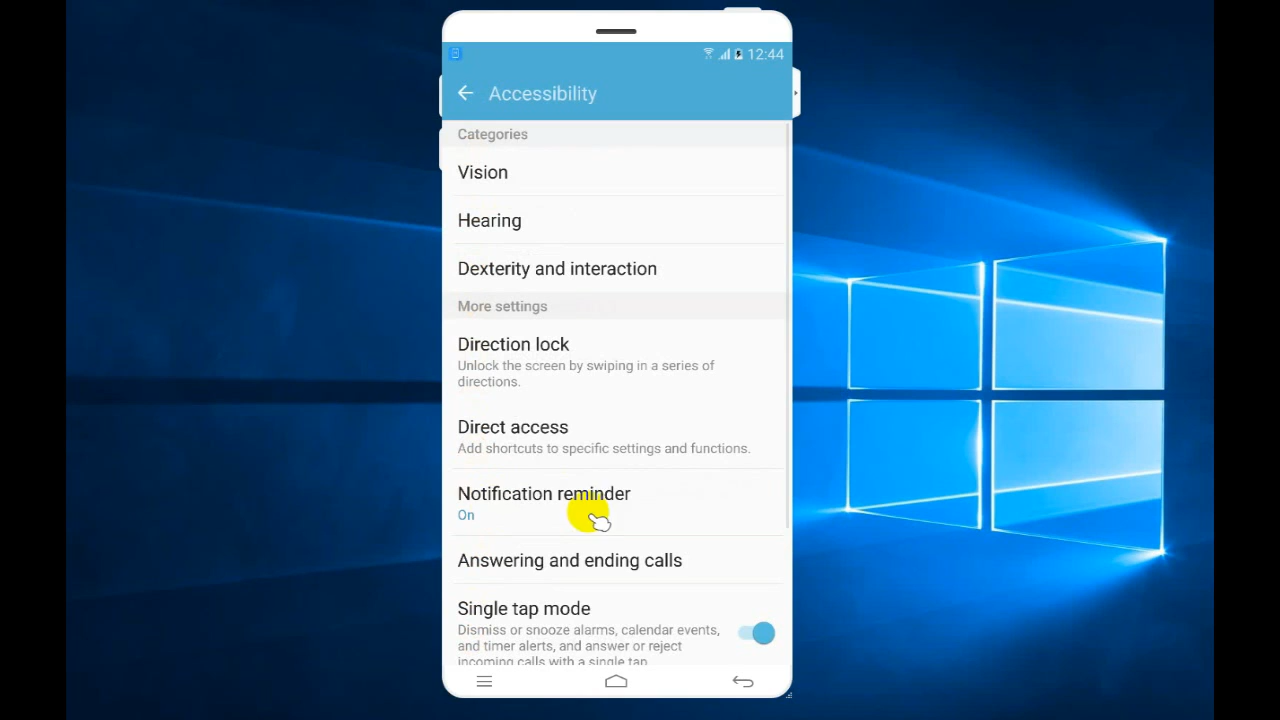 12:44
Accessibility
Categories
Vision
Hearing
Dexterity and interaction
More settings
Direction lock
Unlock the screen by swiping in a series of
directions.
Direct access
Add shortcuts to specific settings and functions.
Notification reminder
On
Answering and ending calls
Single tap mode
Dismiss or snooze alarms, calendar events,
and timer alerts, and answer or reject
incoming calls with a single tap